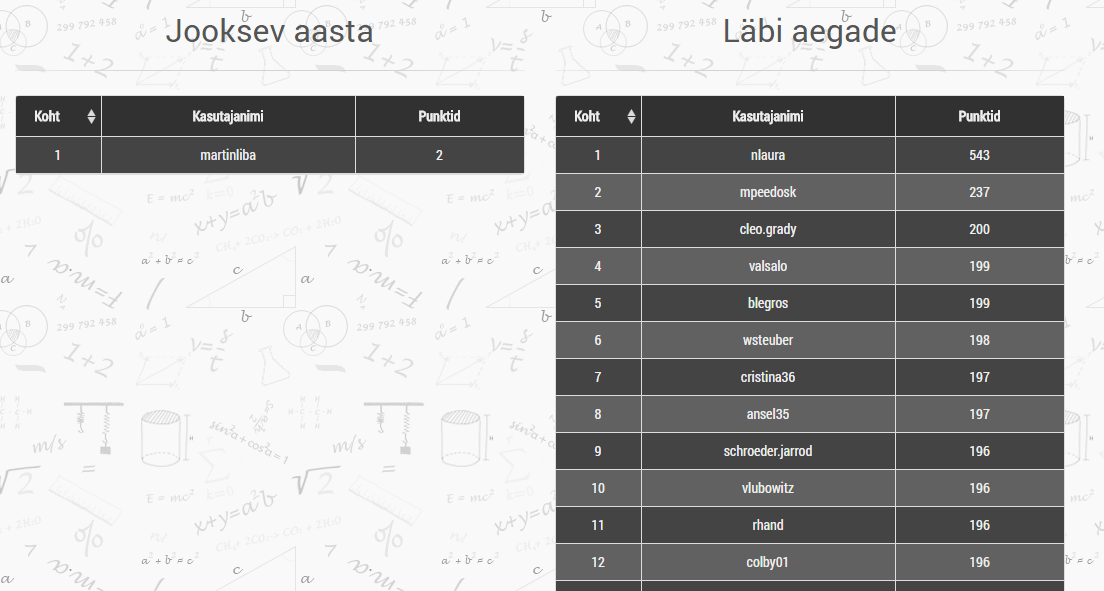 Jooksev aasta
Koht Kasutajanimi Punktid
1 martinliba 2
Läbi aegade
Koht Kasutajanimi Punktid
1 nlaura 543
2 mpeedosk 237
3 cleo.grady 200
4 valsalo 199
5 blegros 199
6 wsteuber 198
7 cristina36 197
8 ansel35 197
9 schroeder.jarrod 196
10 vlubowitz 196
11 rhand 196
12 colby01 196